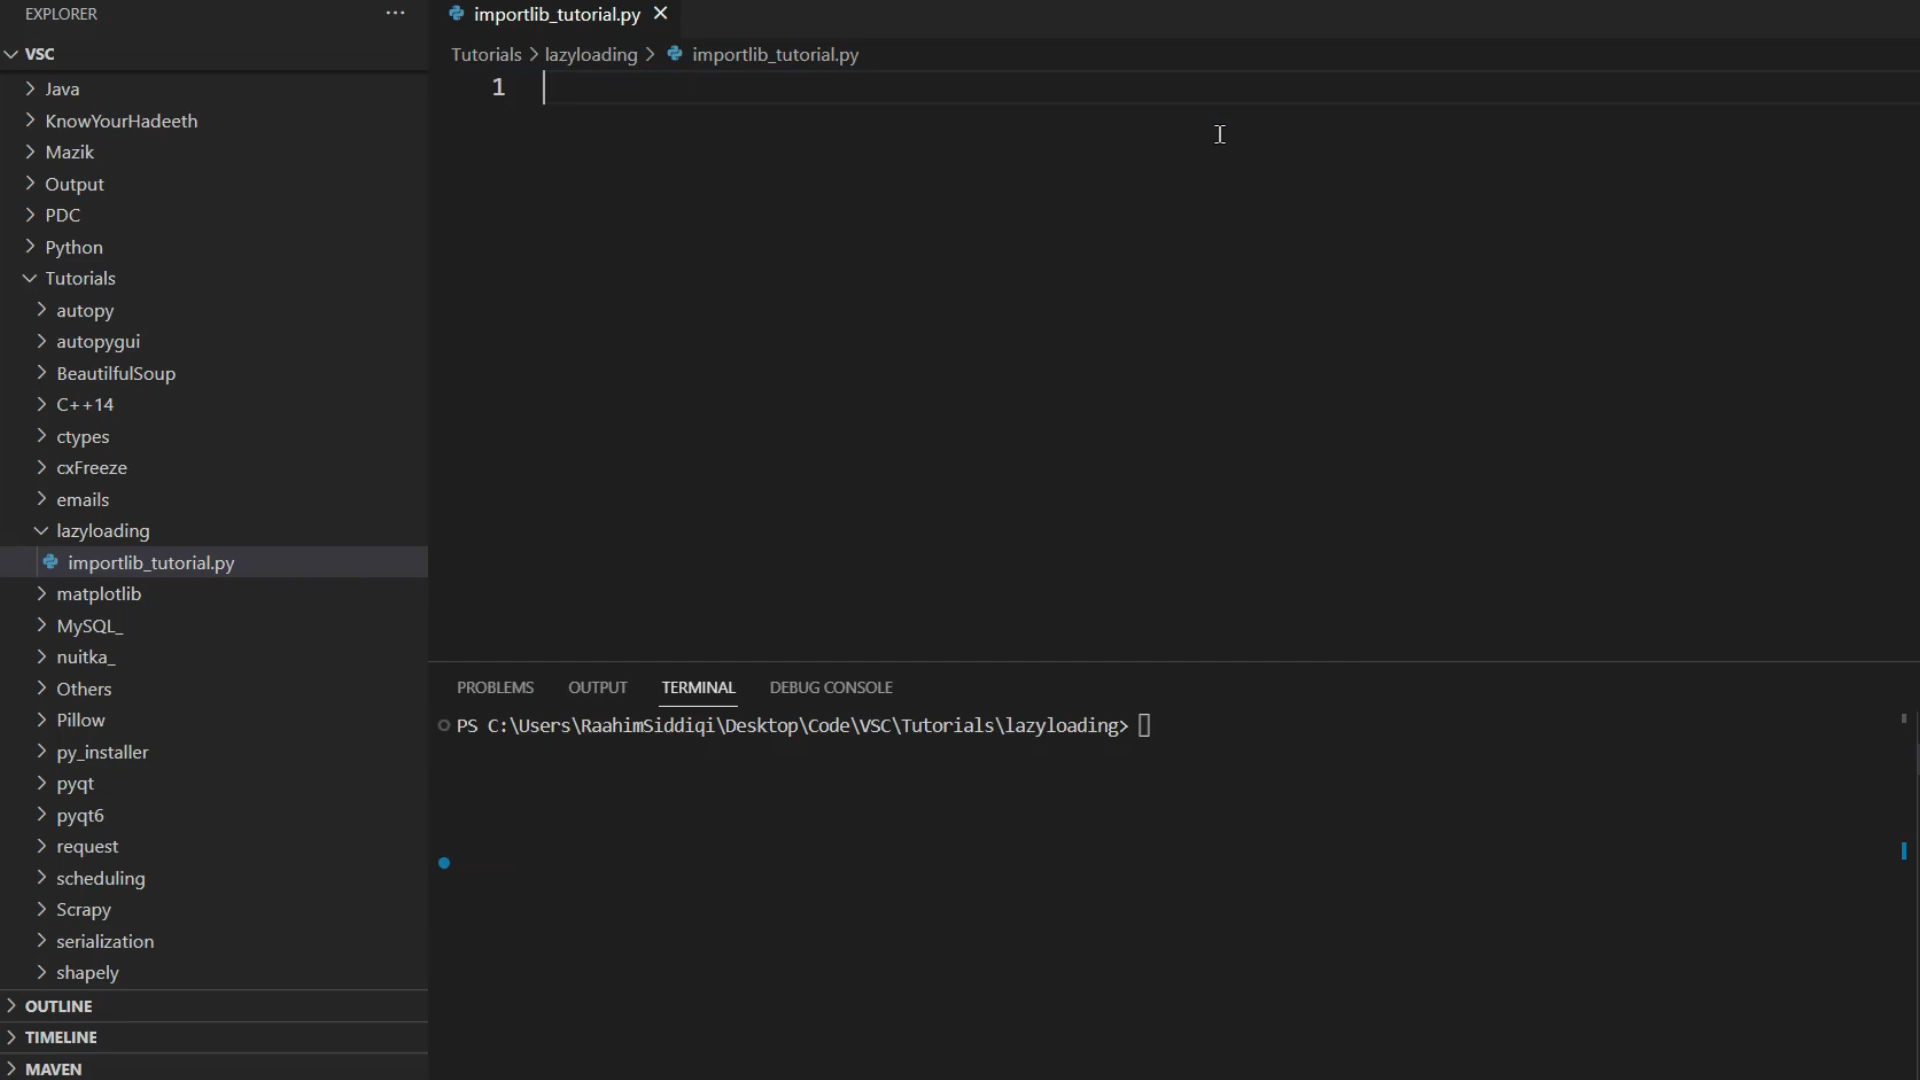 EXPLORER
VSC
Java
KnowYourHadeeth
Mazik
Output
PDC
Python
Tutorials
autopy
autopygui
BeautilfulSoup
C++14
ctypes
cxFreeze
emails
lazyloading
importlib_tutorial.py
matplotlib
MySQL_
nuitka_
Others
Pillow
py_installer
pyqt
pyqt6
request
scheduling
Scrapy
serialization
shapely
OUTLINE
TIMELINE
MAVEN
importlib_tutorial.py
Tutorials > lazyloading > importlib_tutorial.py
1
PROBLEMS OUTPUT TERMINAL DEBUG CONSOLE
PS C:\Users\RaahimSiddiqi\Desktop\Code\VSC\Tutorials\lazyloading>